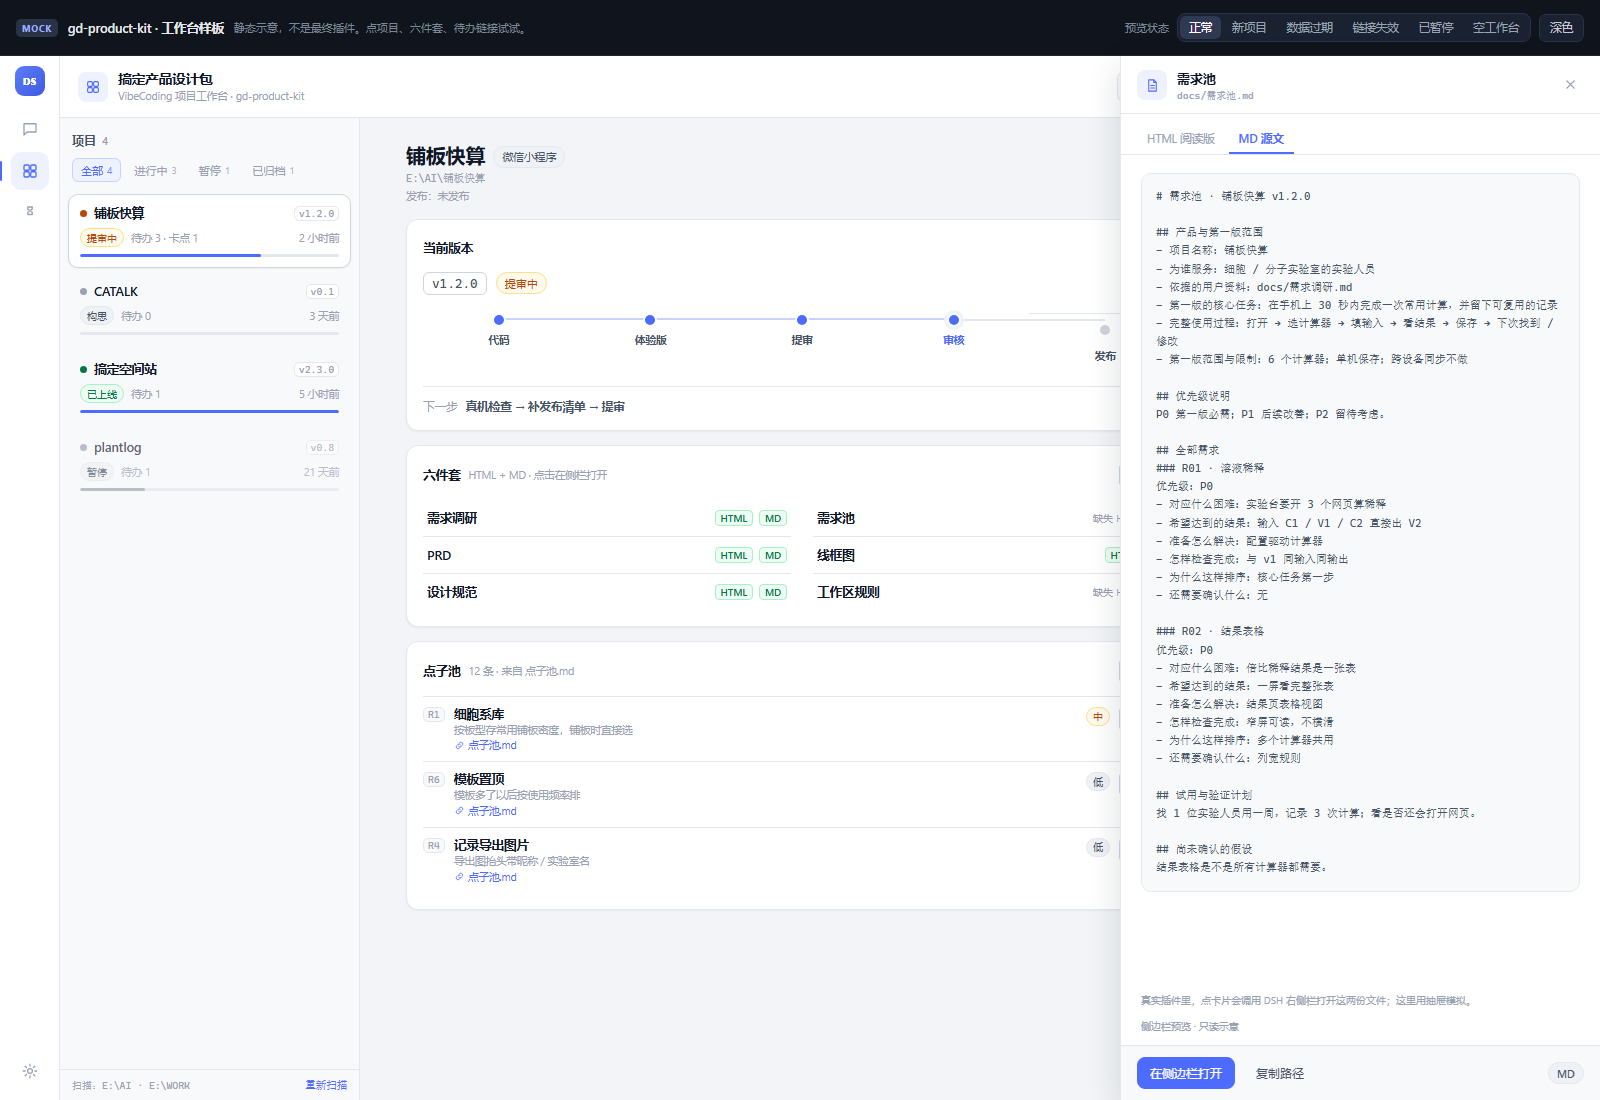 MOCK gd-product-kit · 工作台样板 静态示意，不是最终插件。点项目、六件套、待办链接试试。
预览状态 正常 新项目 数据过期 链接失效 已暂停 空工作台 深色
DS
搞定产品设计包
VibeCoding 项目工作台 · gd-product-kit
项目 4
全部 4 进行中 3 暂停 1 已归档 1
铺板快算 v1.2.0
提审中 待办 3 · 卡点 1 2 小时前
CATALK v0.1
构思 待办 0 3 天前
搞定空间站 v2.3.0
已上线 待办 1 5 小时前
plantlog v0.8
暂停 待办 1 21 天前
扫描：E:\AI · E:\WORK 重新扫描
铺板快算 微信小程序
E:\AI\铺板快算
发布：未发布
当前版本
v1.2.0 提审中
代码 体验版 提审 审核 发布
下一步 真机检查 → 补发布清单 → 提审
六件套 HTML + MD · 点击在侧栏打开
需求调研 HTML MD 需求池 缺失 H
PRD HTML MD 线框图 HT
设计规范 HTML MD 工作区规则 缺失 H
点子池 12 条 · 来自 点子池.md
R1 细胞系库 中
按板型存常用铺板密度，铺板时直接选
点子池.md
R6 模板置顶 低
模板多了以后按使用频率排
点子池.md
R4 记录导出图片 低
导出图抬头带昵称 / 实验室名
点子池.md
需求池
docs/需求池.md
HTML 阅读版 MD 源文
# 需求池 · 铺板快算 v1.2.0
## 产品与第一版范围
- 项目名称：铺板快算
- 为谁服务：细胞 / 分子实验室的实验人员
- 依据的用户资料：docs/需求调研.md
- 第一版的核心任务：在手机上 30 秒内完成一次常用计算，并留下可复用的记录
- 完整使用过程：打开 → 选计算器 → 填输入 → 看结果 → 保存 → 下次找到 /
修改
- 第一版范围与限制：6 个计算器；单机保存；跨设备同步不做
## 优先级说明
P0 第一版必需；P1 后续改善；P2 留待考虑。
## 全部需求
### R01 · 溶液稀释
优先级：P0
- 对应什么困难：实验台要开 3 个网页算稀释
- 希望达到的结果：输入 C1 / V1 / C2 直接出 V2
- 准备怎么解决：配置驱动计算器
- 怎样检查完成：与 v1 同输入同输出
- 为什么这样排序：核心任务第一步
- 还需要确认什么：无
### R02 · 结果表格
优先级：P0
- 对应什么困难：倍比稀释结果是一张表
- 希望达到的结果：一屏看完整张表
- 准备怎么解决：结果页表格视图
- 怎样检查完成：窄屏可读，不横滑
- 为什么这样排序：多个计算器共用
- 还需要确认什么：列宽规则
## 试用与验证计划
找 1 位实验人员用一周，记录 3 次计算；看是否还会打开网页。
## 尚未确认的假设
结果表格是不是所有计算器都需要。
真实插件里，点卡片会调用 DSH 右侧栏打开这两份文件；这里用抽屉模拟。
侧边栏预览 · 只读示意
在侧边栏打开 复制路径 MD